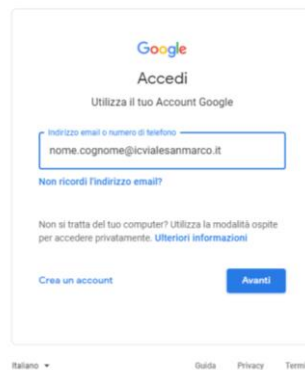 Google
Accedi
Utilizza il tuo Account Google
Indirizzo email o numero di telefono
nome.cognome@icvialesanmarco.it
Non ricordi l'indirizzo email?
Non si tratta del tuo computer? Utilizza la modalità ospite
per accedere privatamente. Ulteriori informazioni
Crea un account Avanti
Italiano Guida Privacy Termi